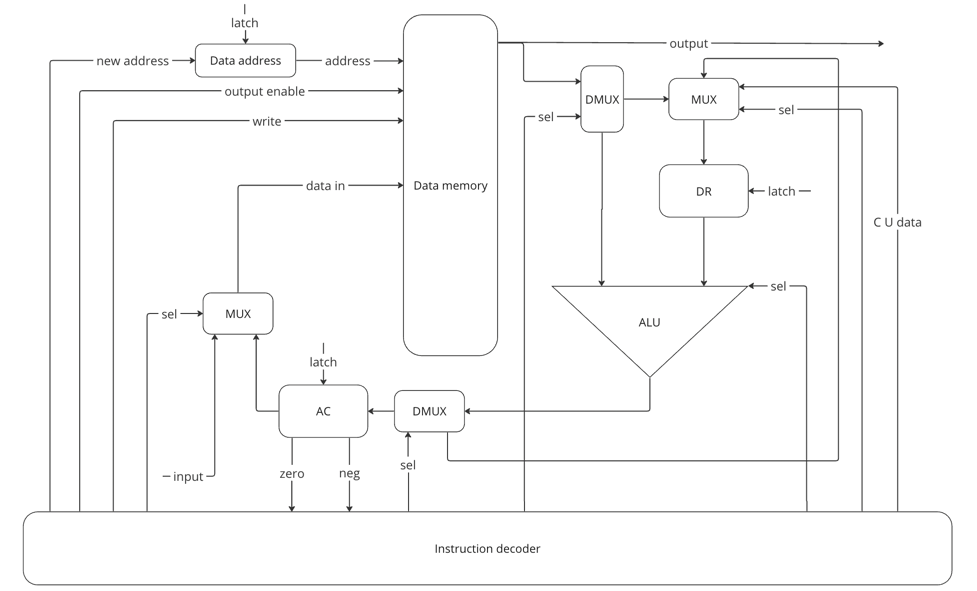 latch
output
new address
Data address
address
output enable
DMUX
MUX
sel
sel
write
Data memory
data in
DR
latch
C U data
sel
sel
MUX
ALU
latch
AC
DMUX
sel
zero
neg
input
Instruction decoder